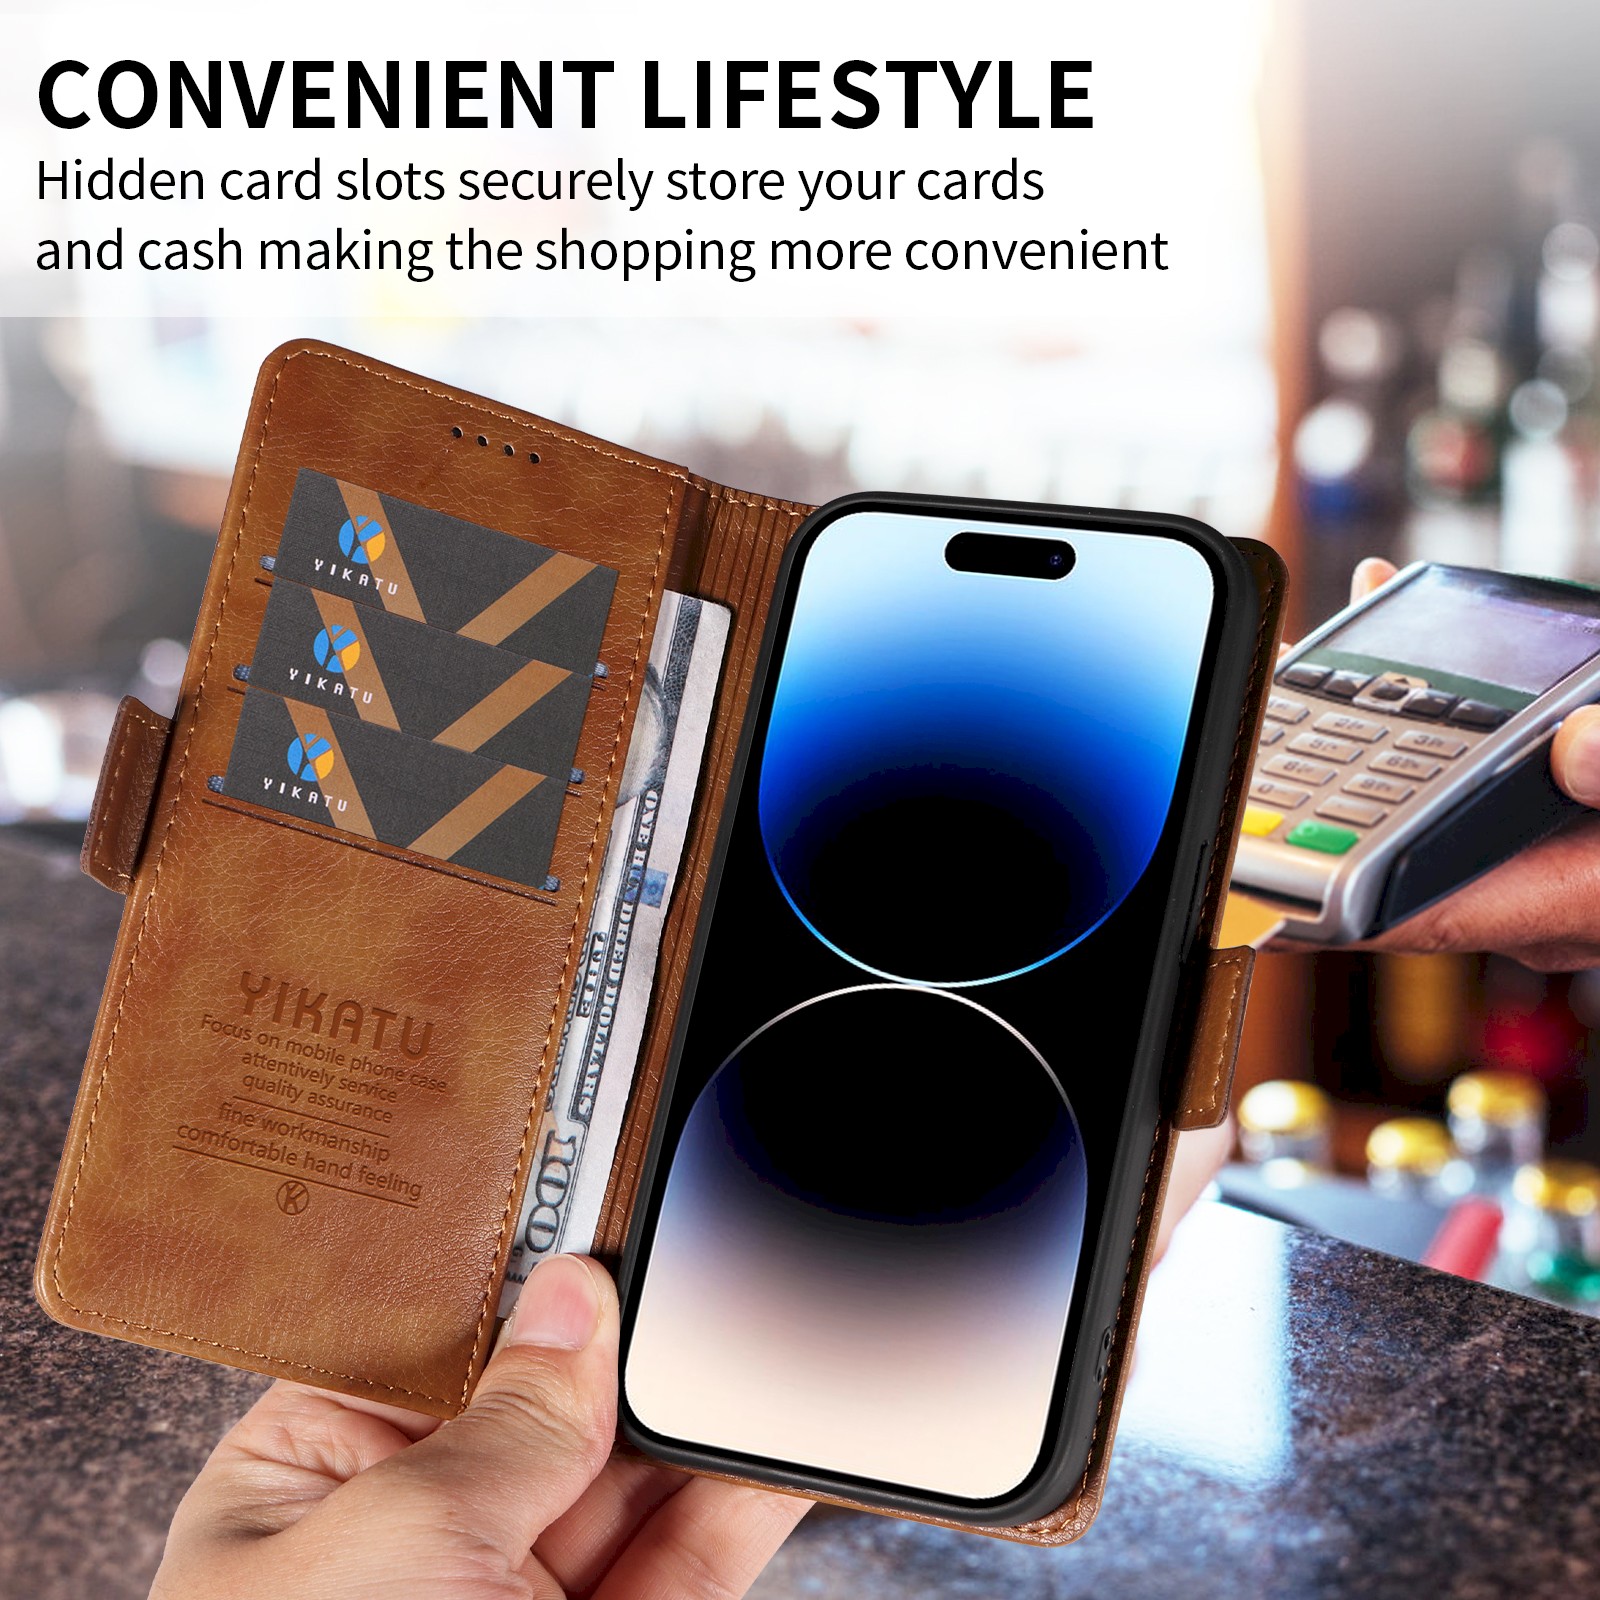 CONVENIENT LIFESTYLE
Hidden card slots securely store your cards
and cash making the shopping more convenient
YIKATU
YIKATU
YIKATU
YIKATU
Focus on mobile phone case
attentively service
quality assurance
fine workmanship
comfortable hand feeling
100